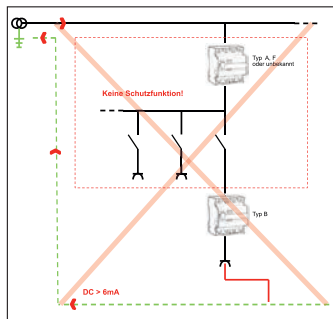 Typ A, F
oder unbekannt
Keine Schutzfunktion!
Typ B
DC > 6mA